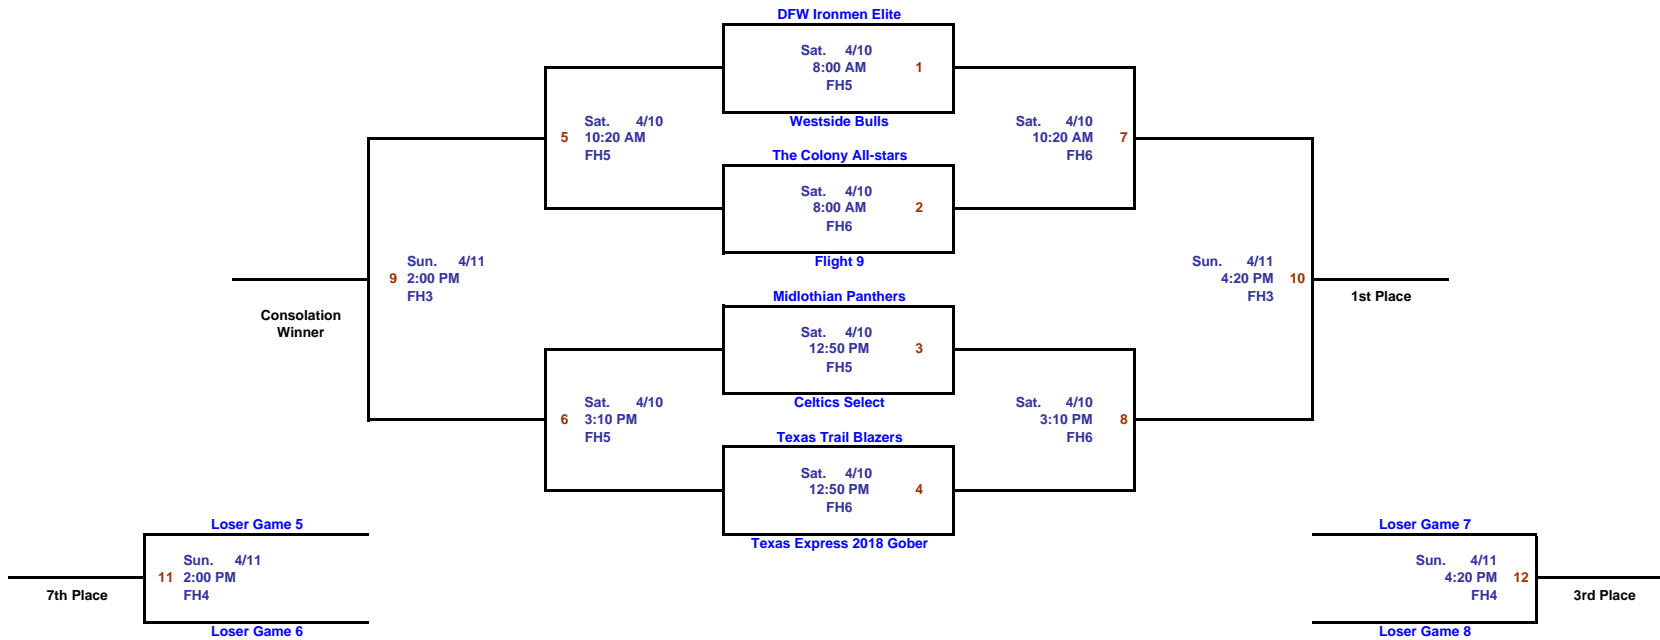 DFW Ironmen Elite
Sat. 4/10
8:00 AM 1
FH5
Westside Bulls
Sat. 4/10
5 10:20 AM
FH5
Sat. 4/10
10:20 AM 7
FH6
The Colony All-stars
Sat. 4/10
8:00 AM 2
FH6
Flight 9
Sun. 4/11
9 2:00 PM
FH3
Consolation
Winner
Sun. 4/11
4:20 PM 10
FH3
1st Place
Midlothian Panthers
Sat. 4/10
12:50 PM 3
FH5
Celtics Select
Sat. 4/10
6 3:10 PM
FH5
Sat. 4/10
3:10 PM 8
FH6
Texas Trail Blazers
Sat. 4/10
12:50 PM 4
FH6
Texas Express 2018 Gober
Loser Game 5
Sun. 4/11
11 2:00 PM
FH4
7th Place
Loser Game 6
Loser Game 7
Sun. 4/11
4:20 PM 12
FH4
3rd Place
Loser Game 8